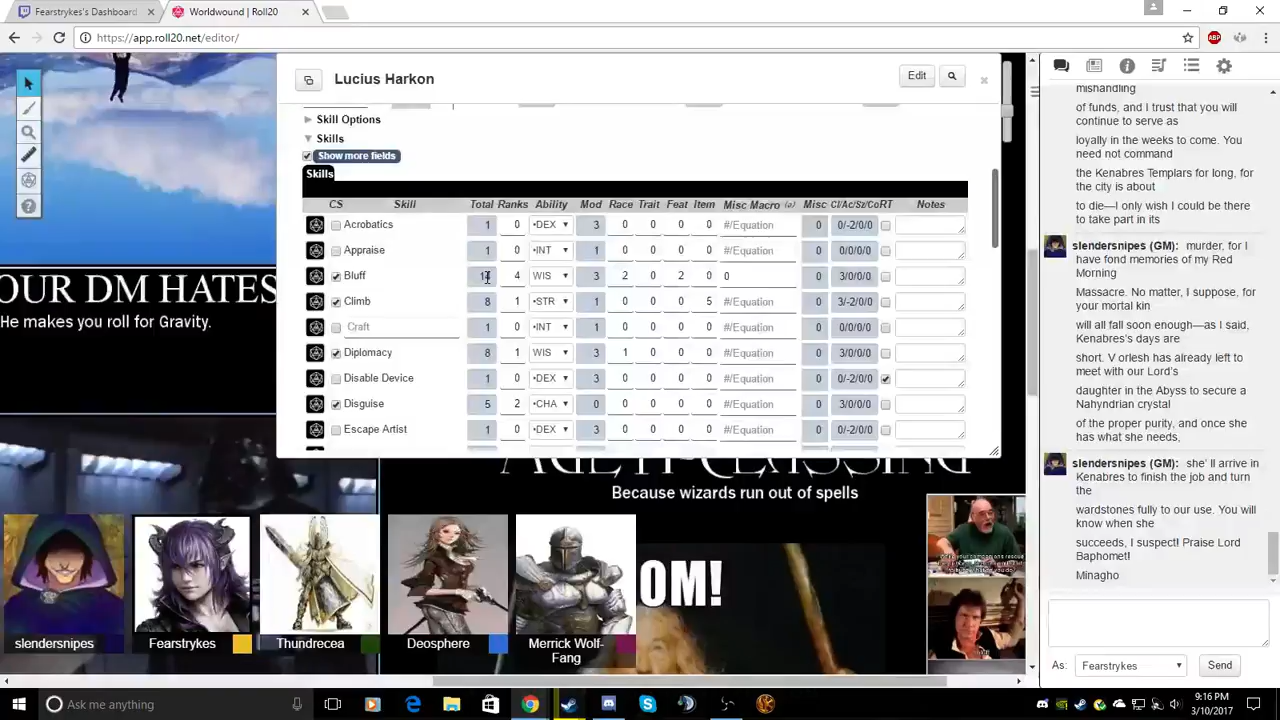 Fearstrykes's Dashboard
Worldwound | Roll20
https://app.roll20.net/editor/
Lucius Harkon
Edit
Skill Options
Skills
Show more fields
Skills
CS Skill Total Ranks Ability Mod Race Trait Feat Item Misc Macro (a) Misc Cl/Ac/Sz/Co RT Notes
Acrobatics 1 0 •DEX 3 0 0 0 0 #/Equation 0 0/-2/0/0
Appraise 1 0 •INT 1 0 0 0 0 #/Equation 0 0/0/0/0
Bluff 4 WIS 3 2 0 2 0 0 0 3/0/0/0
Climb 8 1 •STR 1 0 0 0 5 #/Equation 0 3/-2/0/0
Craft 1 0 •INT 1 0 0 0 0 #/Equation 0 0/0/0/0
Diplomacy 8 1 WIS 3 1 0 0 0 #/Equation 0 3/0/0/0
Disable Device 1 0 •DEX 3 0 0 0 0 #/Equation 0 0/-2/0/0
Disguise 5 2 •CHA 0 0 0 0 0 #/Equation 0 3/0/0/0
Escape Artist 1 0 •DEX 3 0 0 0 0 #/Equation 0 0/-2/0/0
OUR DM HATES
He makes you roll for Gravity.
Because wizards run out of spells
OM!
slendersnipes
Fearstrykes
Thundrecea
Deosphere
Merrick Wolf-
Fang
mishandling
of funds, and I trust that you
will continue to serve as
loyally in the weeks to come. You
need not command
the Kenabres Templars for long, for
the city is about
to die—I only wish I could be there
to take part in its
slendersnipes (GM): murder, for I
have fond memories of my Red
Morning
Massacre. No matter, I suppose, for
your mortal kin
will all fall soon enough—as I said,
Kenabres's days are
short. V oriesh has already left to
meet with our Lord's
daughter in the Abyss to secure a
Nahyndrian crystal
of the proper purity, and once she
has what she needs,
slendersnipes (GM): she' ll arrive in
Kenabres to finish the job and turn
the
wardstones fully to our use. You will
know when she
succeeds, I suspect! Praise Lord
Baphomet!
Minagho
As: Fearstrykes Send
Ask me anything
9:16 PM
3/10/2017